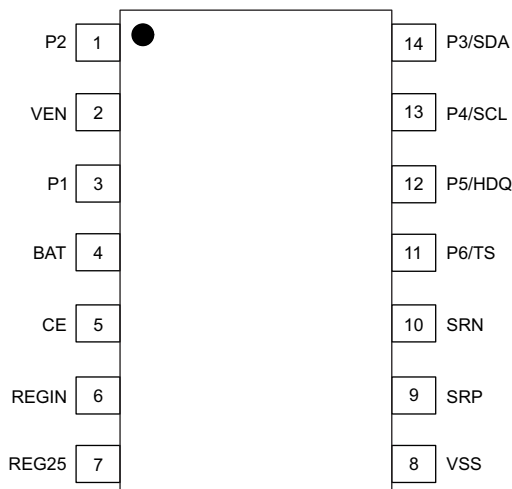 P2 1 14 P3/SDA
VEN 2 13 P4/SCL
P1 3 12 P5/HDQ
BAT 4 11 P6/TS
CE 5 10 SRN
REGIN 6 9 SRP
REG25 7 8 VSS